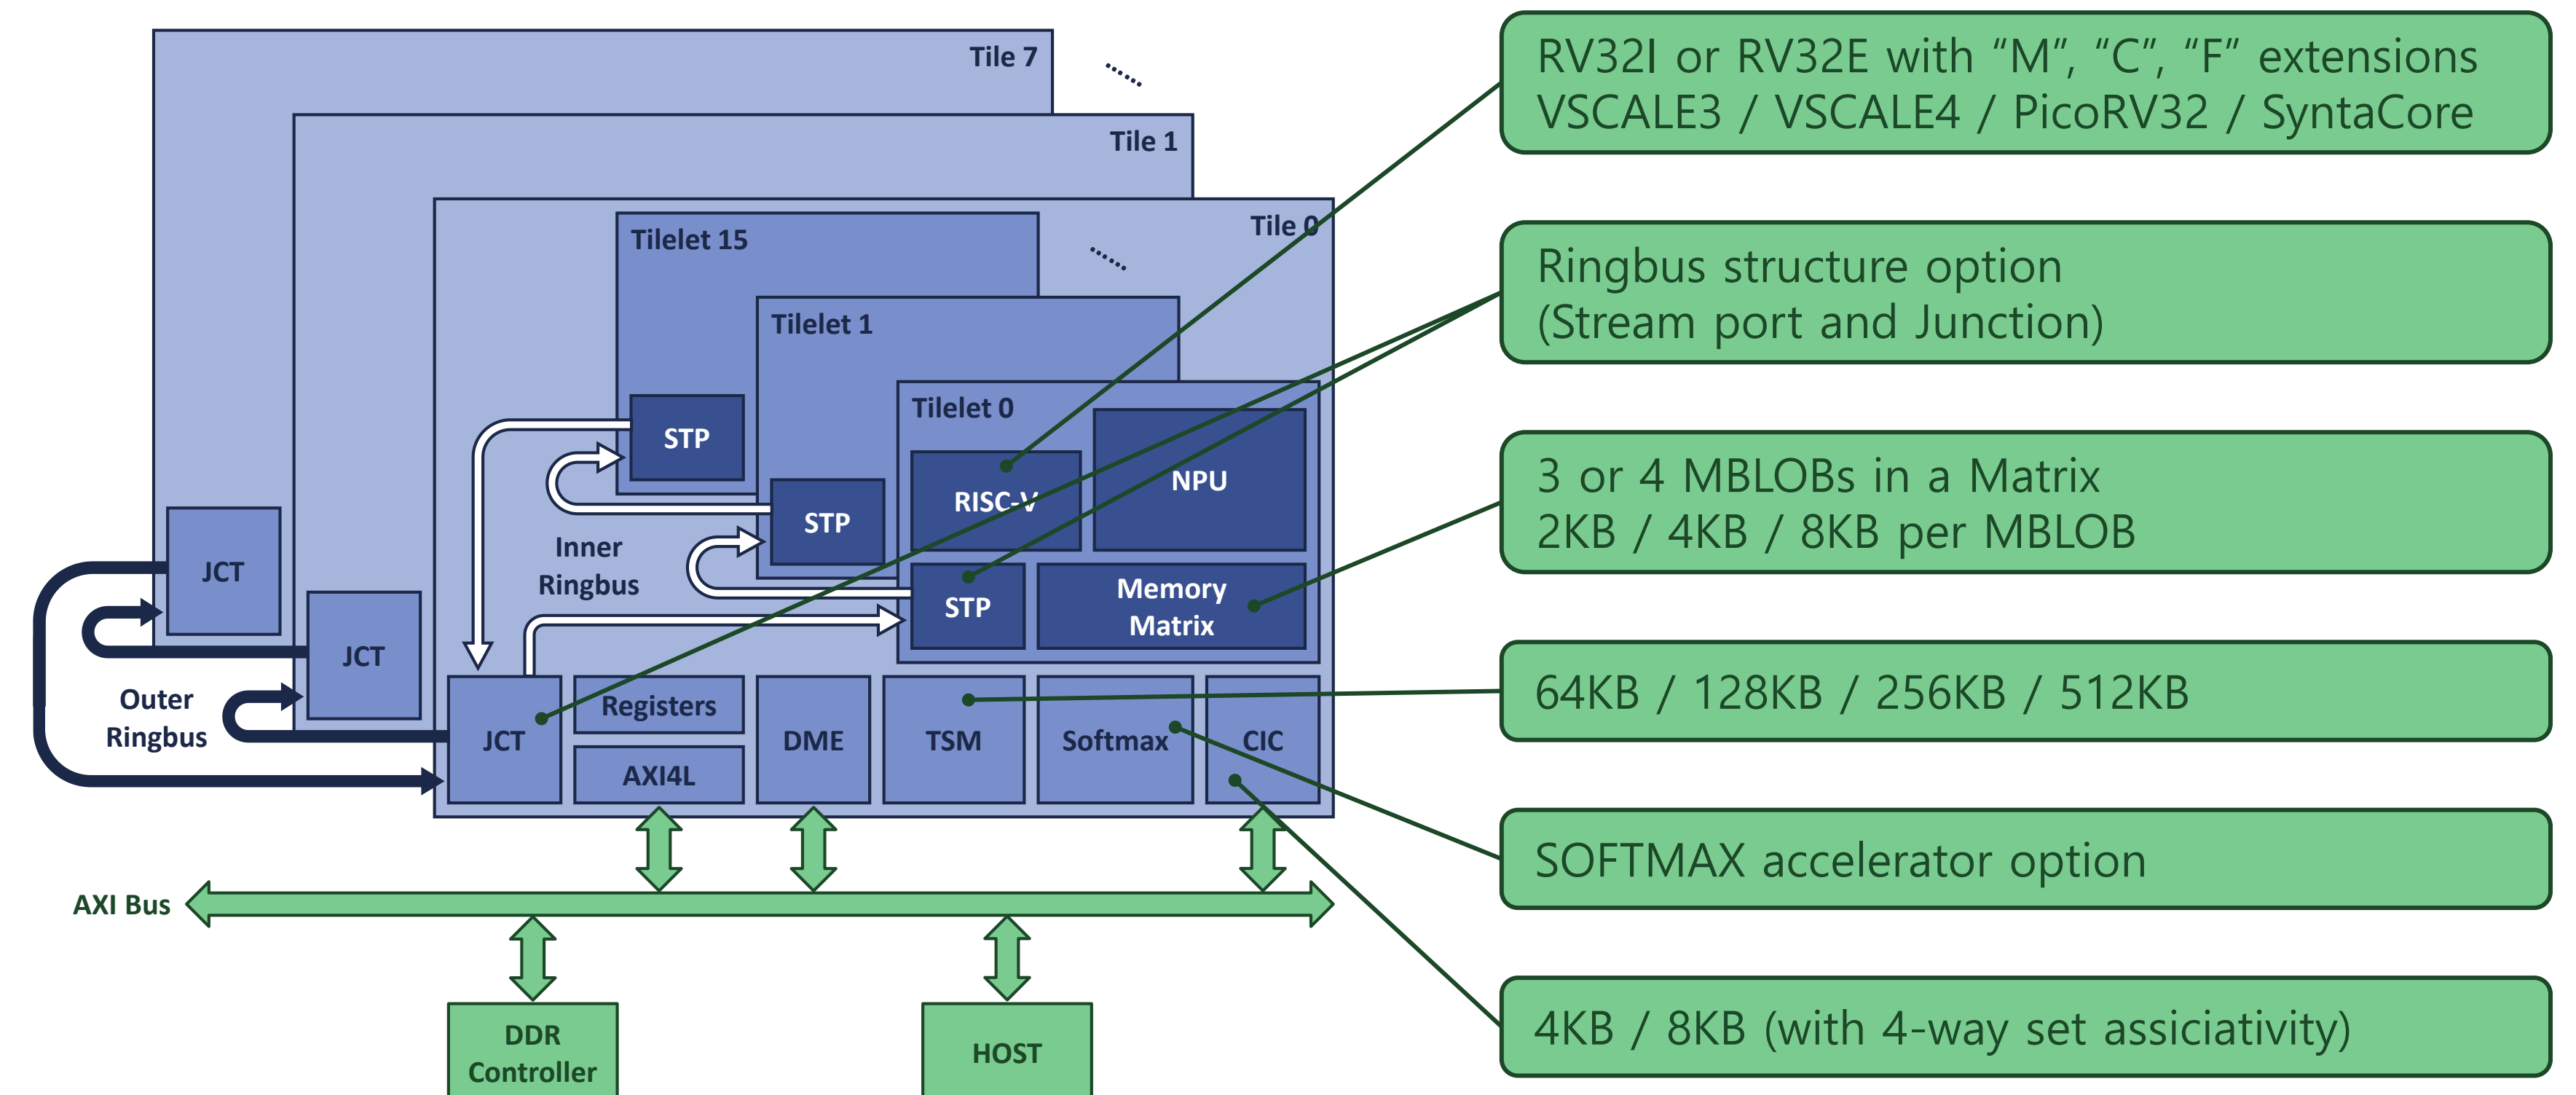 Tile 7
Tile 1
Tile 0
Tilelet 15
Tilelet 1
Tilelet 0
STP
STP
STP
RISC-V
NPU
Memory
Matrix
Inner
Ringbus
JCT
JCT
JCT
Outer
Ringbus
Registers
AXI4L
DME
TSM
Softmax
CIC
AXI Bus
DDR
Controller
HOST
RV32I or RV32E with “M”, “C”, “F” extensions
VSCALE3 / VSCALE4 / PicoRV32 / SyntaCore
Ringbus structure option
(Stream port and Junction)
3 or 4 MBLOBs in a Matrix
2KB / 4KB / 8KB per MBLOB
64KB / 128KB / 256KB / 512KB
SOFTMAX accelerator option
4KB / 8KB (with 4-way set assiciativity)